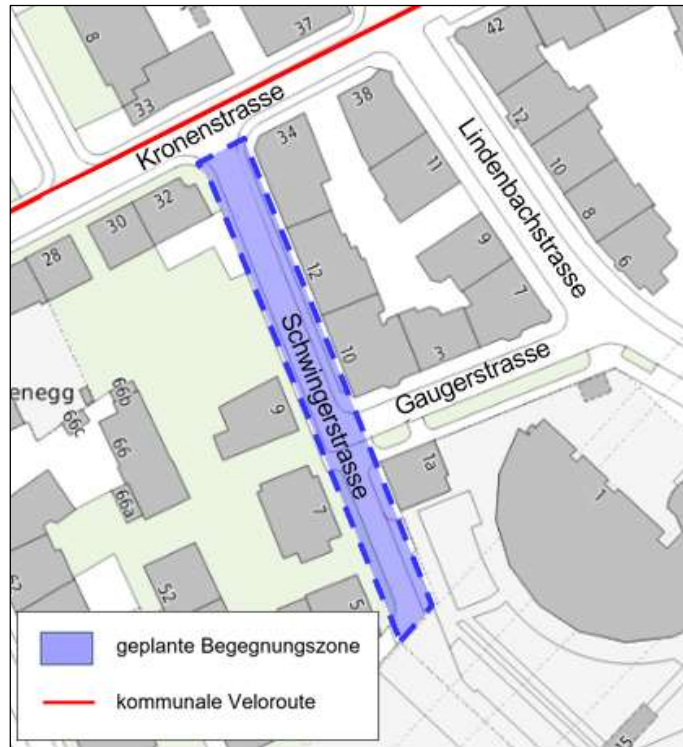 8
37
33
Kronenstrasse
42
38
34
12
Lindenbachstrasse
11
10
32
30
8
28
9
6
12
7
Schwingerstrasse
10
3
Gaugerstrasse
enegg
66b
66c
9
66
1a
1
66a
7
52
5
geplante Begegnungszone
kommunale Veloroute